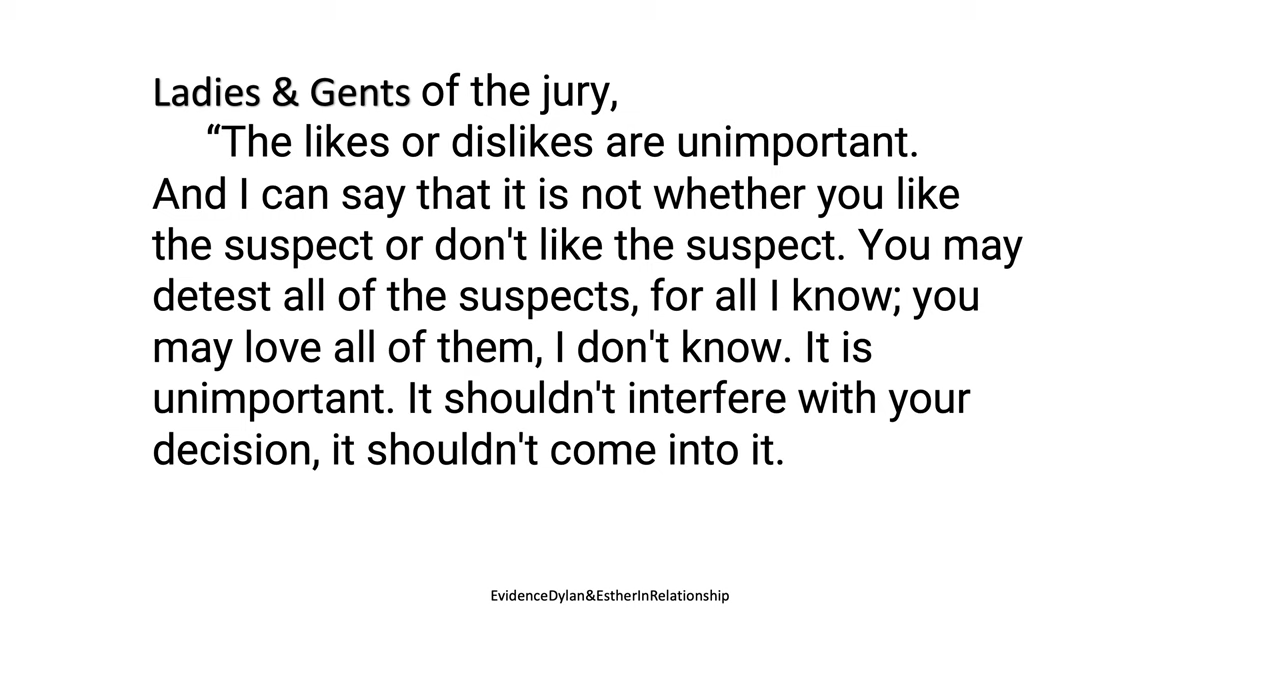 Ladies & Gents of the jury,
“The likes or dislikes are unimportant.
And I can say that it is not whether you like
the suspect or don't like the suspect. You may
detest all of the suspects, for all I know; you
may love all of them, I don't know. It is
unimportant. It shouldn't interfere with your
decision, it shouldn't come into it.
EvidenceDylan&EstherInRelationship